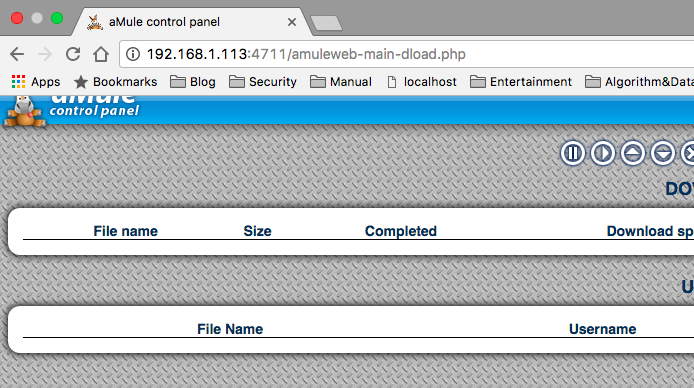 aMule control panel
192.168.1.113:4711/amuleweb-main-dload.php
Apps Bookmarks Blog Security Manual localhost Entertainment Algorithm&Data
aMule
control panel
DO
File name Size Completed Download sp
U
File Name Username